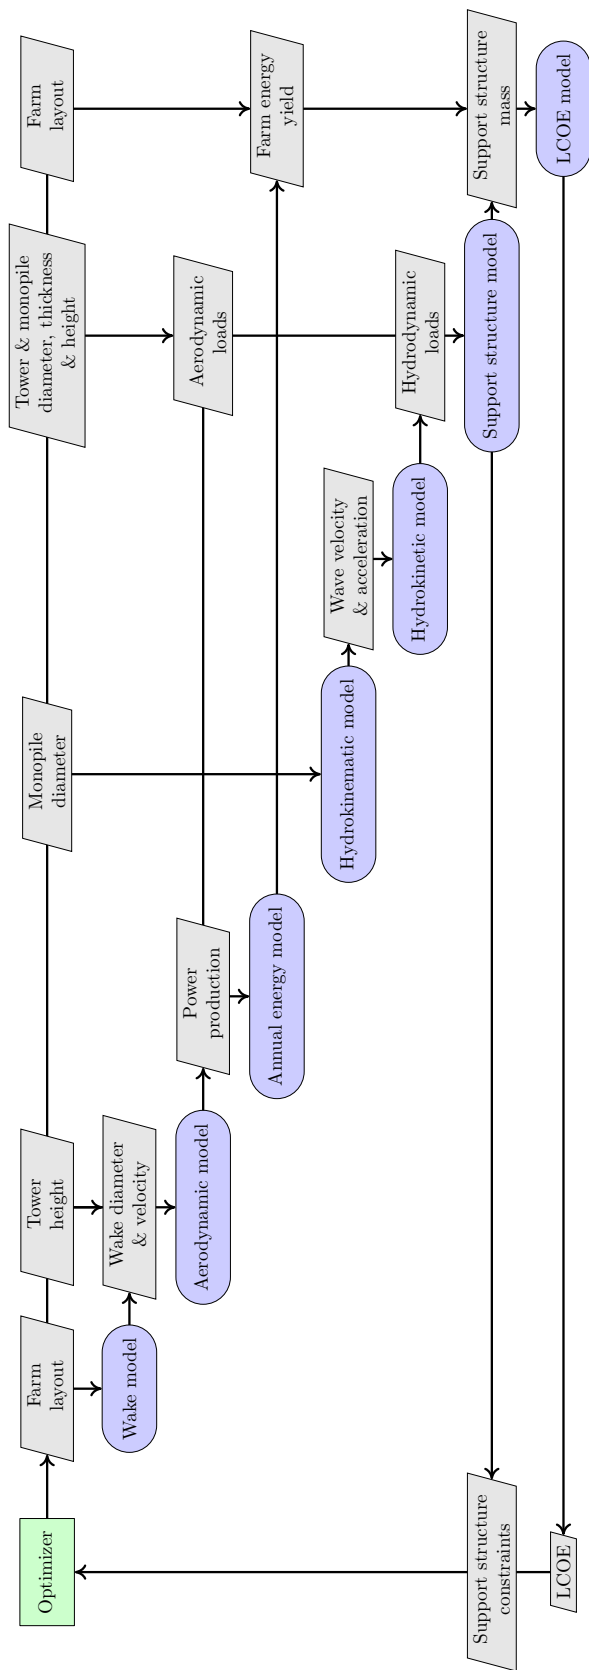 Optimizer
Farm
layout
Tower
height
Monopile
diameter
Tower & monopile
diameter, thickness
& height
Farm
layout
Wake model
Wake diameter
& velocity
Aerodynamic model
Power
production
Aerodynamic
loads
Annual energy model
Farm energy
yield
Hydrokinematic model
Wave velocity
& acceleration
Hydrokinetic model
Hydrodynamic
loads
Support structure
constraints
Support structure model
Support structure
mass
LCOE
LCOE model